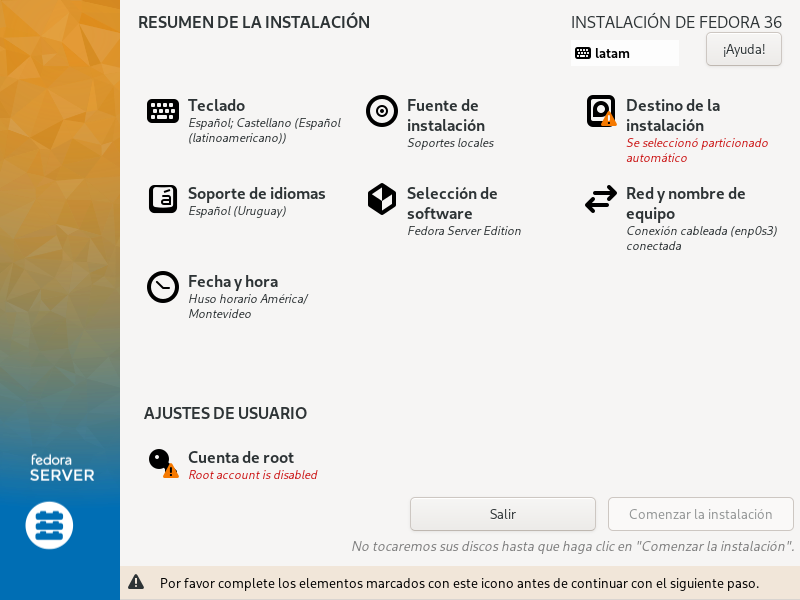 RESUMEN DE LA INSTALACIÓN
INSTALACIÓN DE FEDORA 36
latam
¡Ayuda!
Teclado
Español; Castellano (Español
(latinoamericano))
Fuente de
instalación
Soportes locales
Destino de la
instalación
Se seleccionó particionado
automático
Soporte de idiomas
Español (Uruguay)
Selección de
software
Fedora Server Edition
Red y nombre de
equipo
Conexión cableada (enp0s3)
conectada
Fecha y hora
Huso horario América/
Montevideo
AJUSTES DE USUARIO
Cuenta de root
Root account is disabled
fedora
SERVER
Salir
Comenzar la instalación
No tocaremos sus discos hasta que haga clic en "Comenzar la instalación".
Por favor complete los elementos marcados con este icono antes de continuar con el siguiente paso.